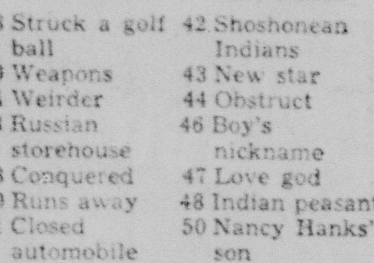 Struck a golf
ball
Weapons
Weirder
Russian
storehouse
Conquered
Runs away
Closed
automobile
42 Shoshonean
Indians
43 New star
44 Obstruct
46 Boy's
nickname
47 Love god
48 Indian peasant
50 Nancy Hanks'
son